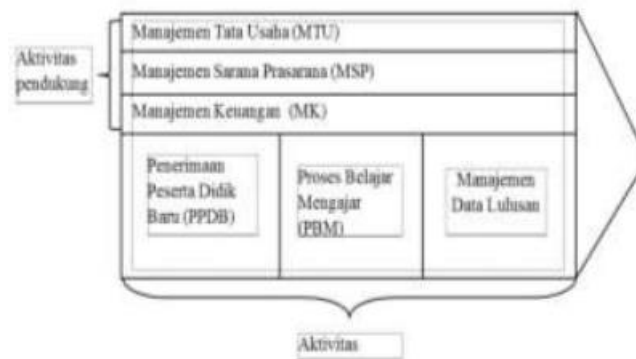 Manajemen Tata Usaha (MTU)
Aktivitas
pendukung
Manajemen Sarana Prasarana (MSP)
Manajemen Keuangan (MK)
Penerimaan
Peserta Didik
Baru (PPDB)
Proses Belajar
Mengajar
(PBM)
Manajemen
Data Lulusan
Aktivitas